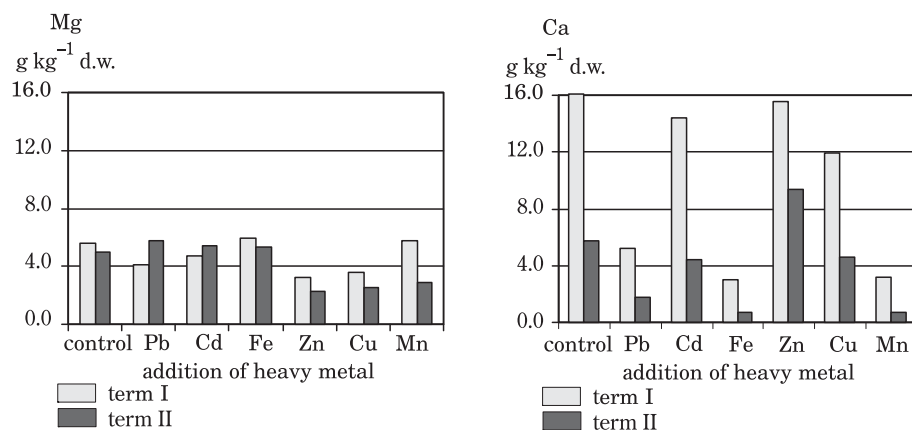 Mg
g kg⁻¹ d.w.
16.0
12.0
8.0
4.0
0.0
control Pb Cd Fe Zn Cu Mn
addition of heavy metal
term I
term II
Ca
g kg⁻¹ d.w.
16.0
12.0
8.0
4.0
0.0
control Pb Cd Fe Zn Cu Mn
addition of heavy metal
term I
term II